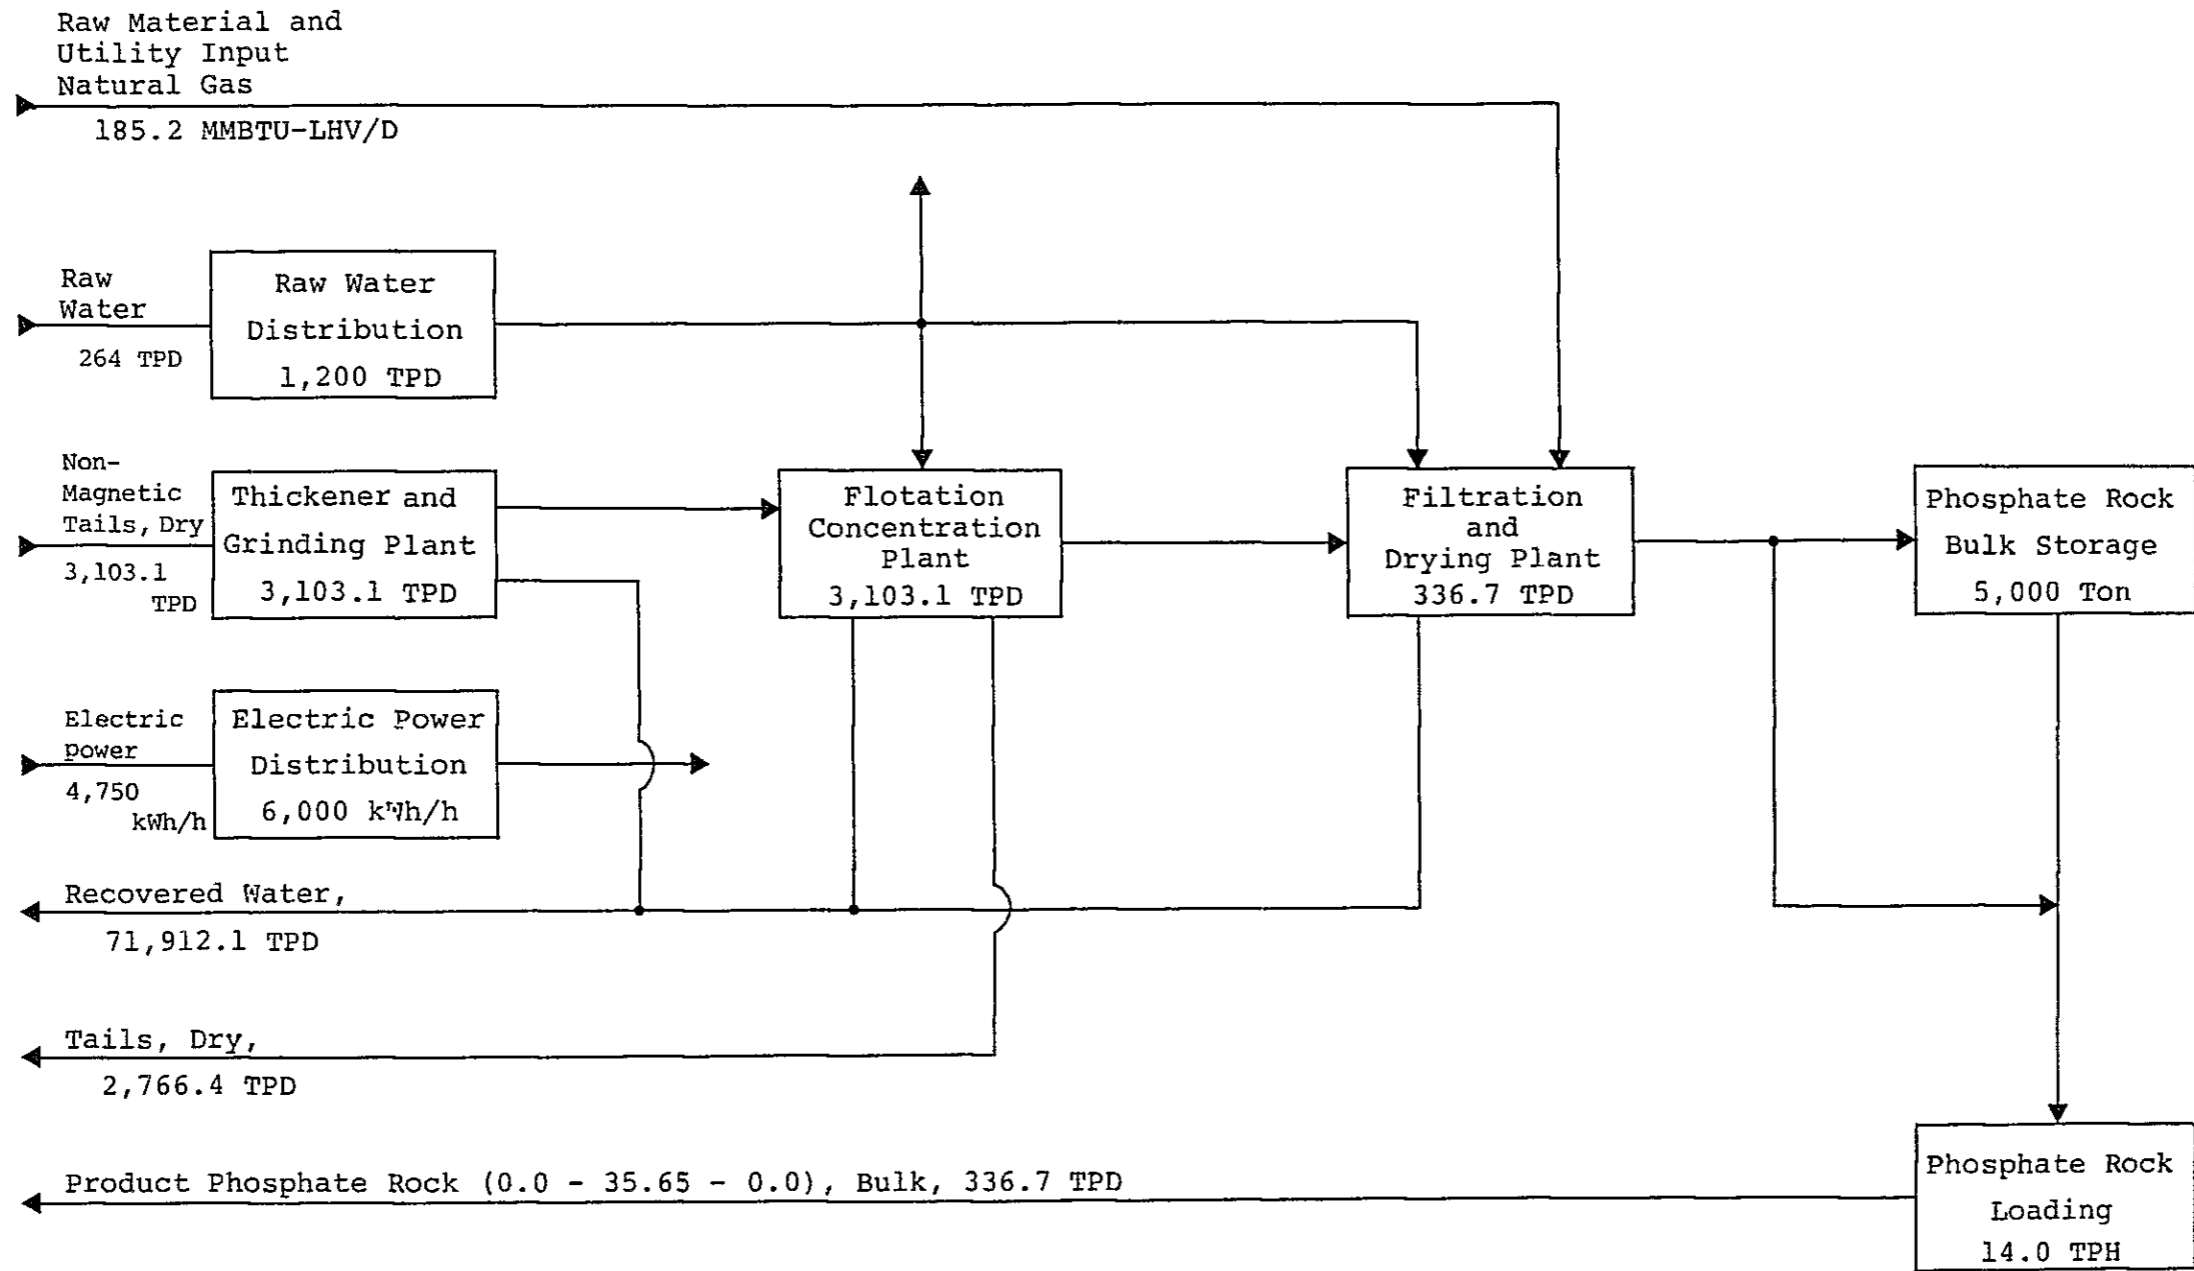 Raw Material and
Utility Input
Natural Gas
185.2 MMBTU-LHV/D
Raw
Water
264 TPD
Raw Water
Distribution
1,200 TPD
Non-
Magnetic
Tails, Dry
3,103.1
TPD
Thickener and
Grinding Plant
3,103.1 TPD
Flotation
Concentration
Plant
3,103.1 TPD
Filtration
and
Drying Plant
336.7 TPD
Phosphate Rock
Bulk Storage
5,000 Ton
Electric
power
4,750
kWh/h
Electric Power
Distribution
6,000 kWh/h
Recovered Water,
71,912.1 TPD
Tails, Dry,
2,766.4 TPD
Product Phosphate Rock (0.0 - 35.65 - 0.0), Bulk, 336.7 TPD
Phosphate Rock
Loading
14.0 TPH